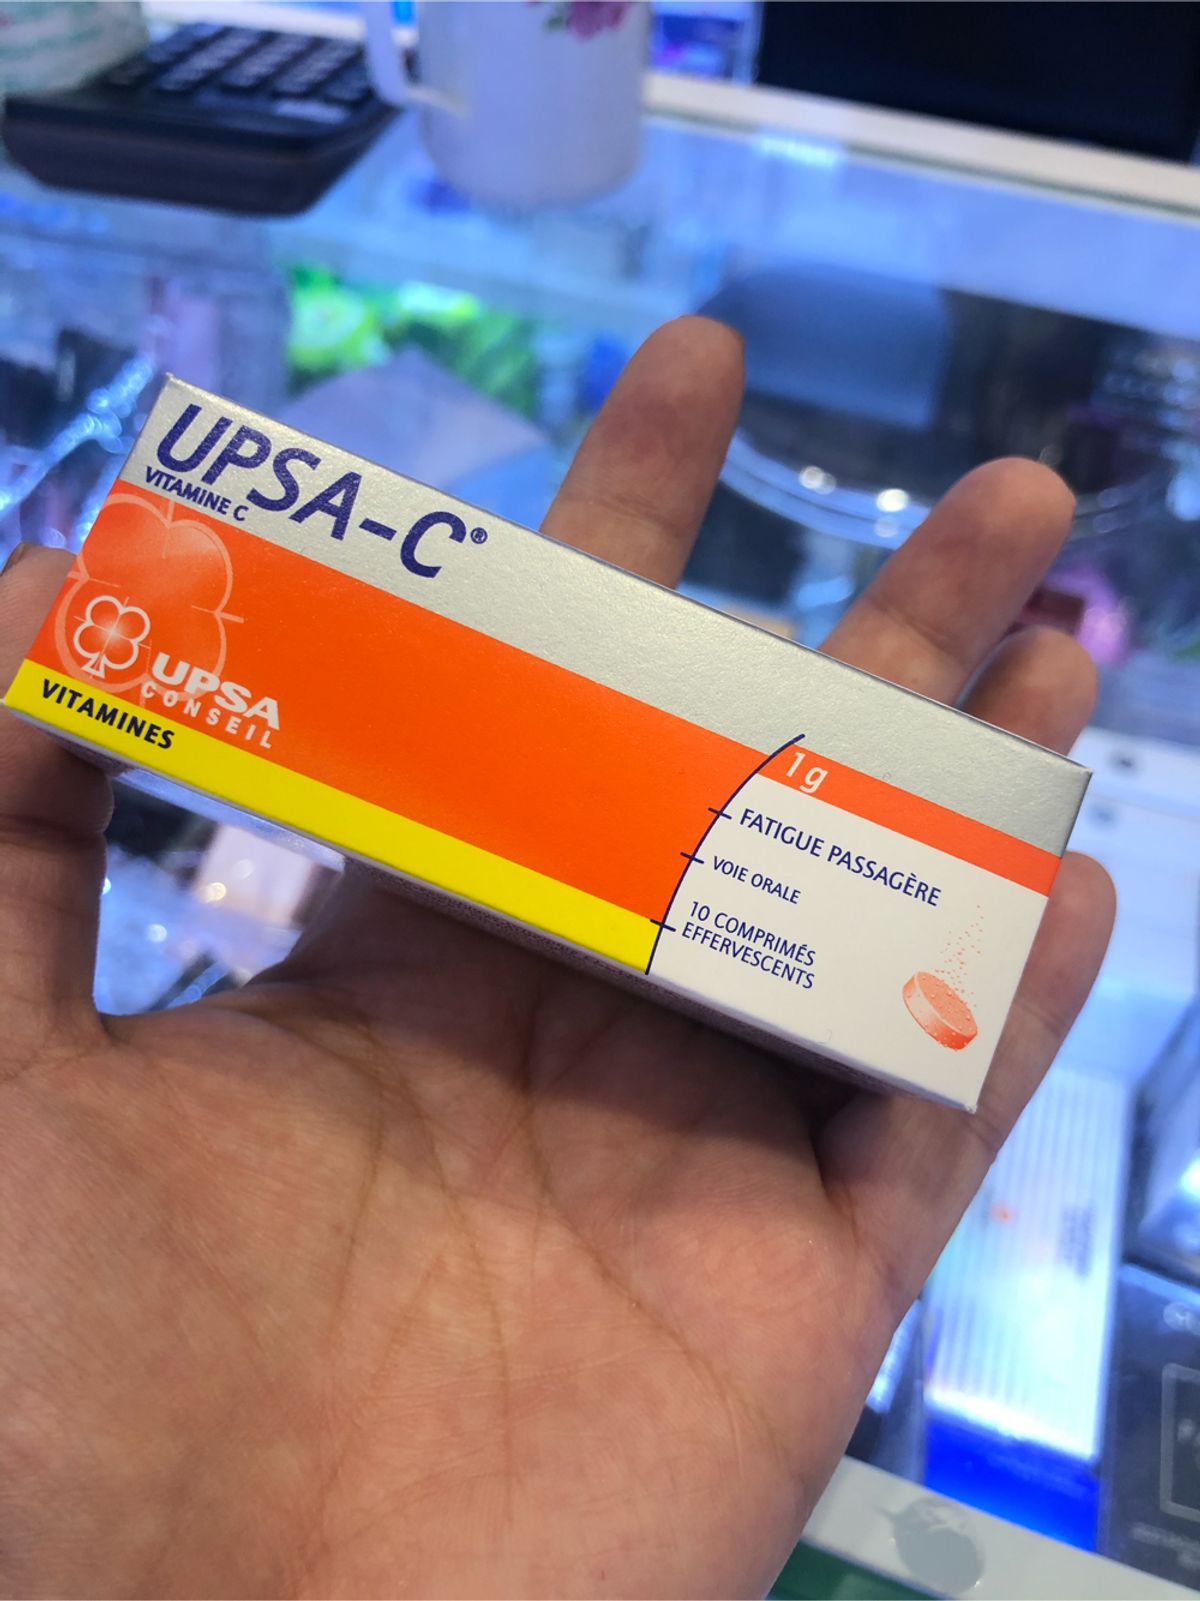 UPSA-C®
VITAMINE C
UPSA
CONSEIL
VITAMINES
1g
FATIGUE PASSAGÈRE
VOIE ORALE
10 COMPRIMÉS
EFFERVESCENTS